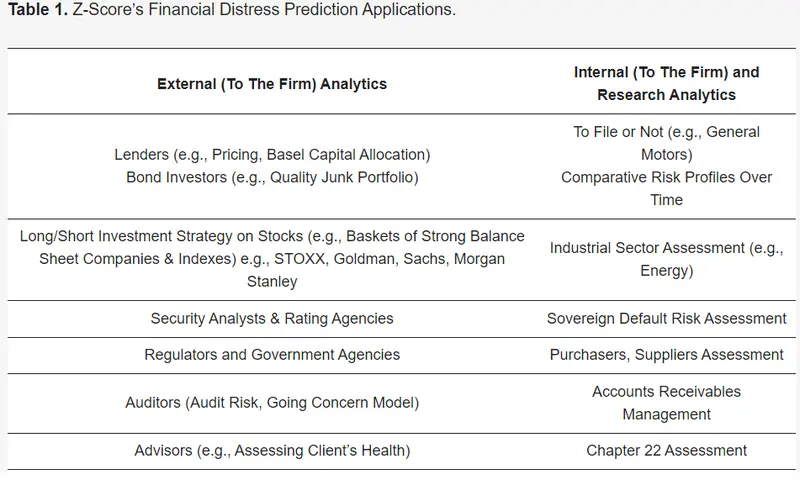 Table 1. Z-Score's Financial Distress Prediction Applications.
External (To The Firm) Analytics
Internal (To The Firm) and
Research Analytics
Lenders (e.g., Pricing, Basel Capital Allocation)
Bond Investors (e.g., Quality Junk Portfolio)
To File or Not (e.g., General
Motors)
Comparative Risk Profiles Over
Time
Long/Short Investment Strategy on Stocks (e.g., Baskets of Strong Balance
Sheet Companies & Indexes) e.g., STOXX, Goldman, Sachs, Morgan
Stanley
Industrial Sector Assessment (e.g.,
Energy)
Security Analysts & Rating Agencies
Sovereign Default Risk Assessment
Regulators and Government Agencies
Purchasers, Suppliers Assessment
Auditors (Audit Risk, Going Concern Model)
Accounts Receivables
Management
Advisors (e.g., Assessing Client's Health)
Chapter 22 Assessment